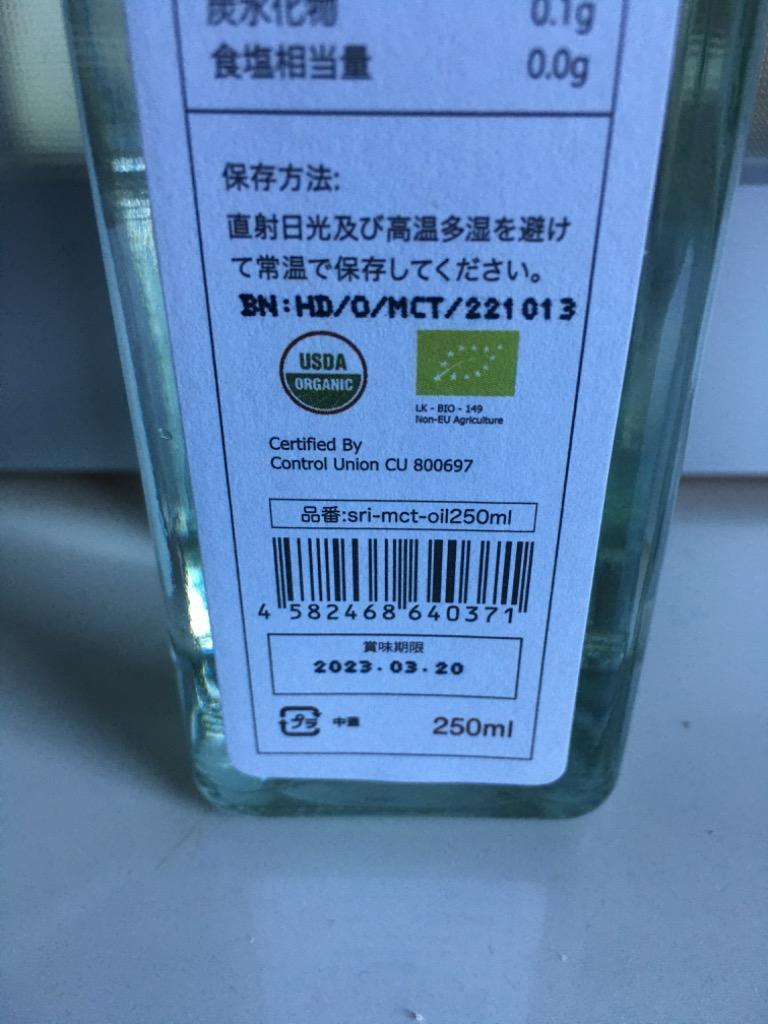 炭水化物 0.1g
食塩相当量 0.0g
保存方法:
直射日光及び高温多湿を避け
て常温で保存してください。
BN:HD/O/MCT/221013
USDA
ORGANIC
LK - BIO - 149
Non-EU Agriculture
Certified By
Control Union CU 800697
品番:sri-mct-oil250ml
4 582468 640371
賞味期限
2023.03.20
プラ 中蓋 250ml